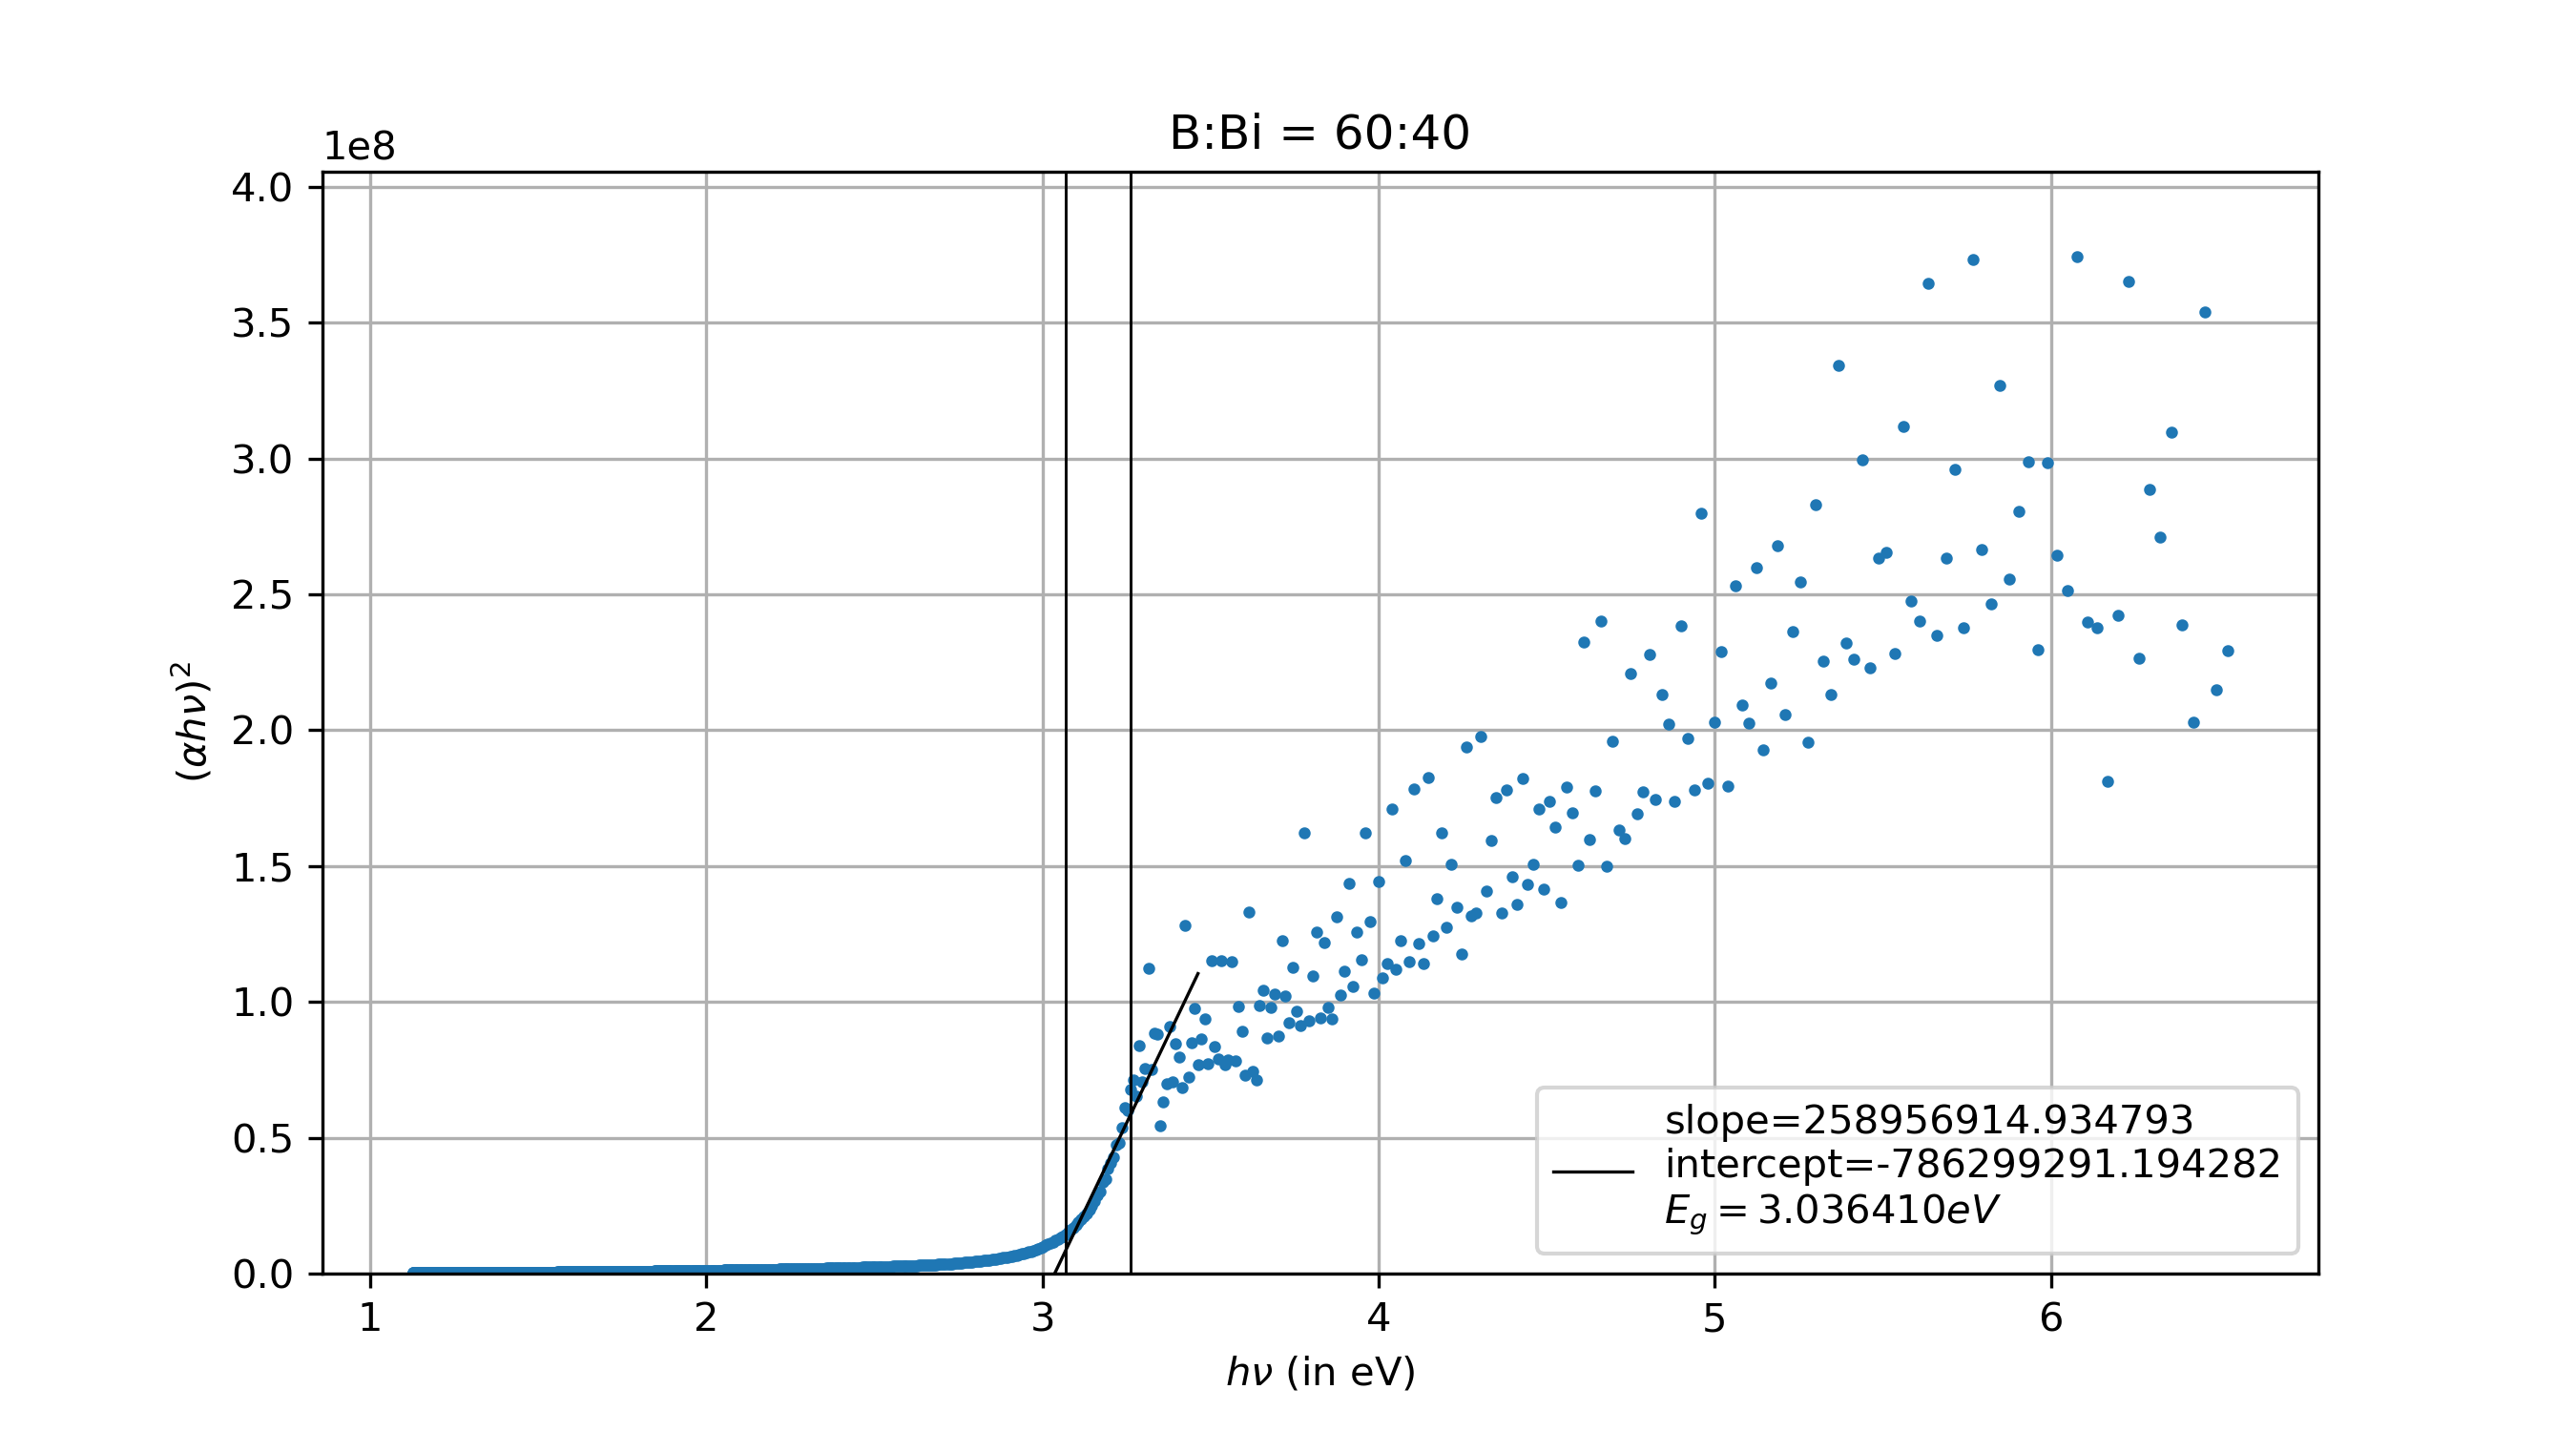 B:Bi = 60:40
1e8
4.0
3.5
3.0
2.5
2.0
1.5
1.0
0.5
0.0
(αhν)²
1 2 3 4 5 6
hν (in eV)
slope=258956914.934793
intercept=-786299291.194282
E_g = 3.036410eV